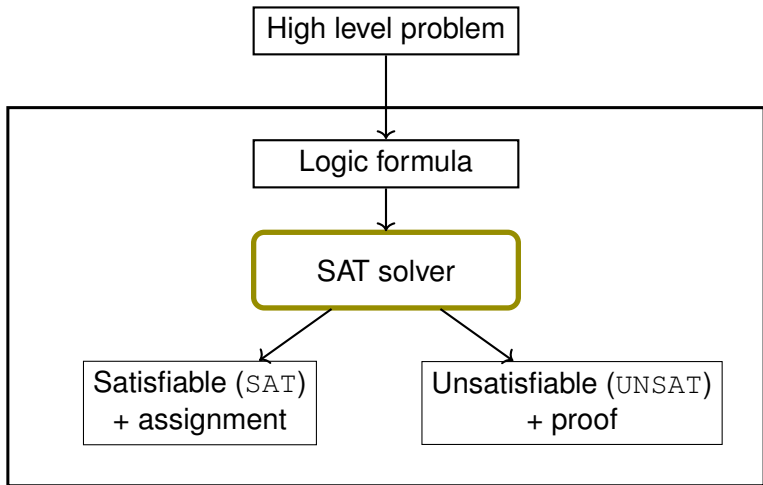 High level problem
Logic formula
SAT solver
Satisfiable (SAT)
+ assignment
Unsatisfiable (UNSAT)
+ proof